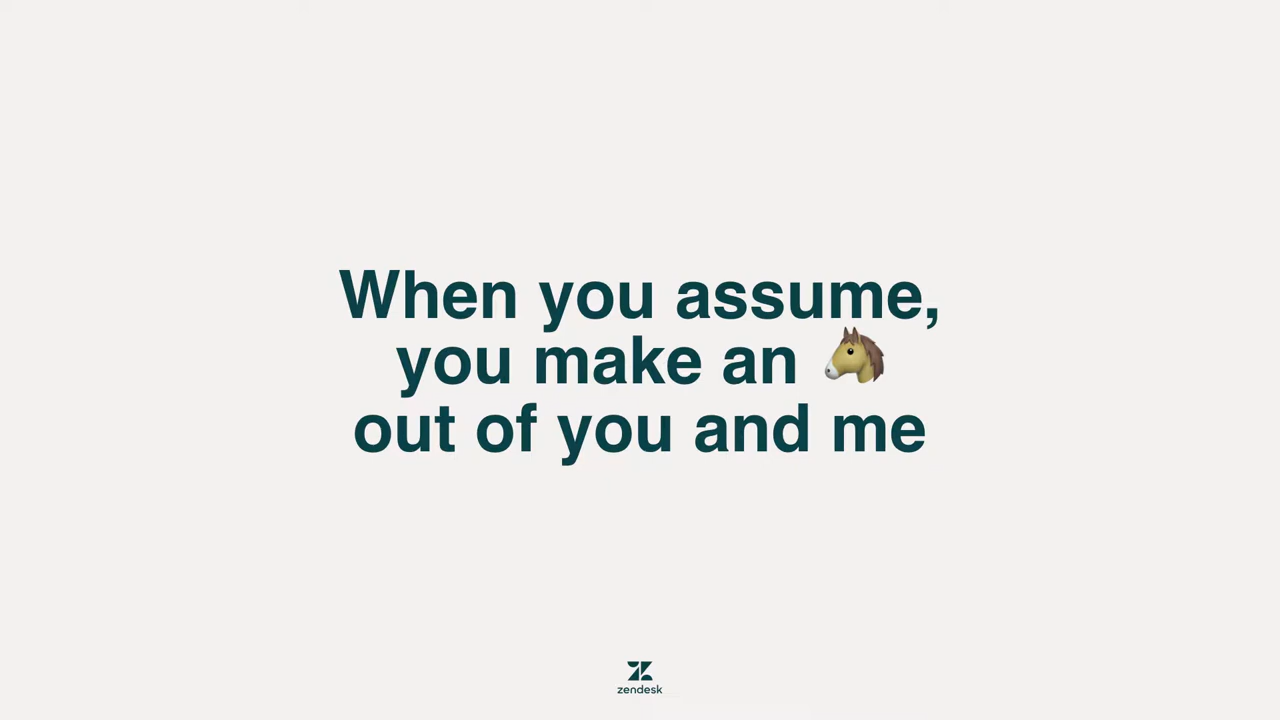 When you assume,
you make an 🐴
out of you and me
zendesk